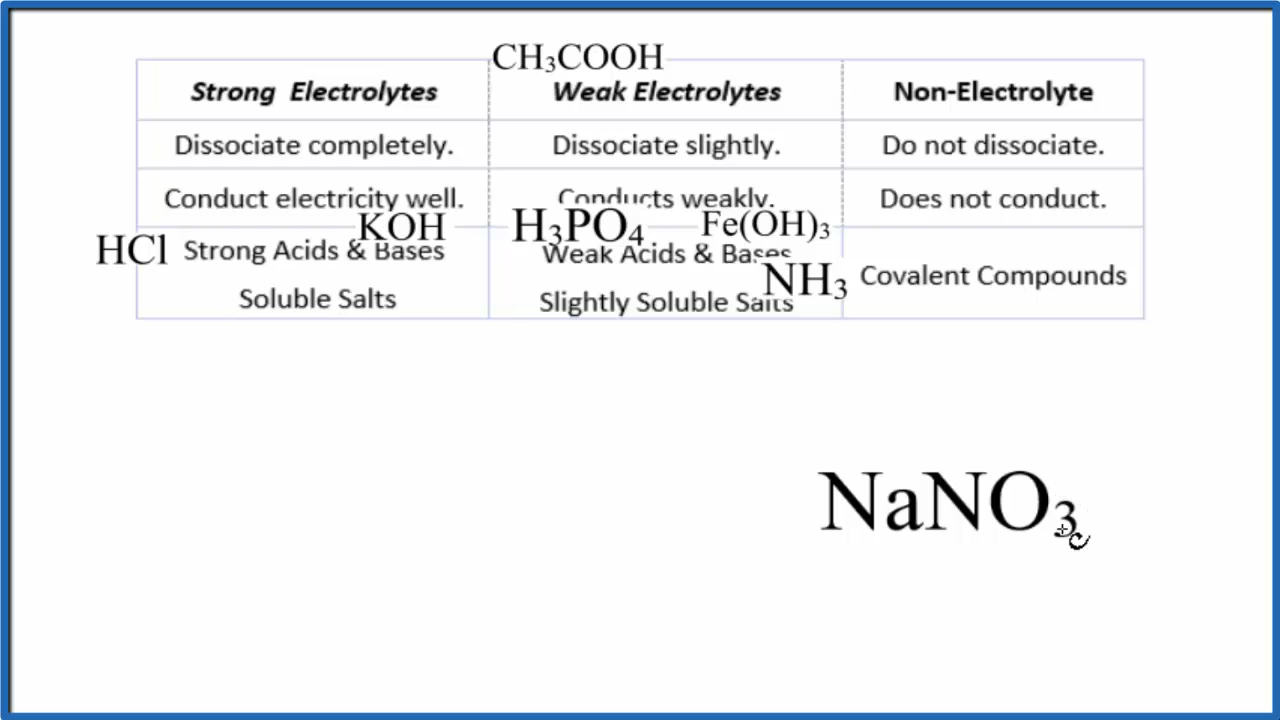 CH₃COOH
Strong Electrolytes Weak Electrolytes Non-Electrolyte
Dissociate completely. Dissociate slightly. Do not dissociate.
Conduct electricity well. Conducts weakly. Does not conduct.
KOH H₃PO₄ Fe(OH)₃
HCl Strong Acids & Bases Weak Acids & Bases
NH₃ Covalent Compounds
Soluble Salts Slightly Soluble Salts
NaNO₃